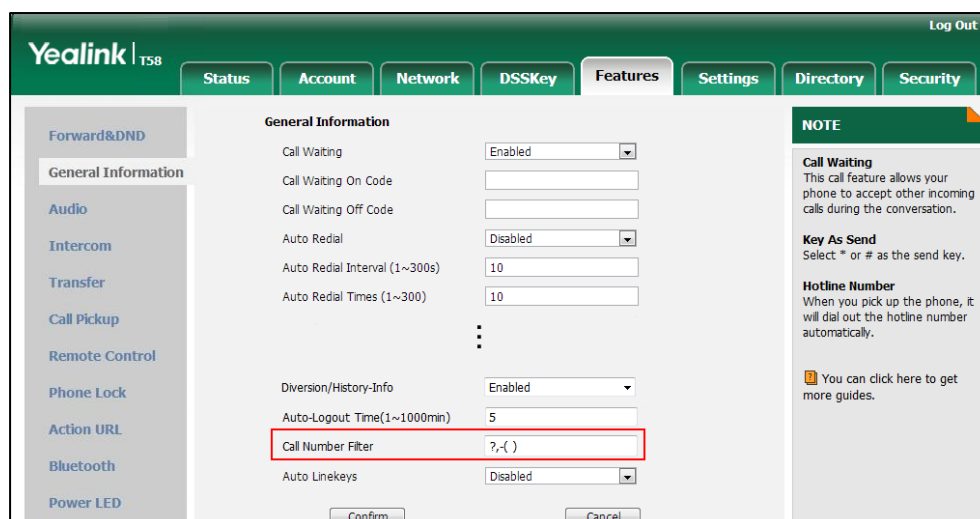 Log Out
Yealink T58
Status Account Network DSSKey Features Settings Directory Security
Forward&DND
General Information
Audio
Intercom
Transfer
Call Pickup
Remote Control
Phone Lock
Action URL
Bluetooth
Power LED
General Information
Call Waiting Enabled
Call Waiting On Code
Call Waiting Off Code
Auto Redial Disabled
Auto Redial Interval (1~300s) 10
Auto Redial Times (1~300) 10
Diversion/History-Info Enabled
Auto-Logout Time(1~1000min) 5
Call Number Filter ?,-( )
Auto Linekeys Disabled
Confirm Cancel
NOTE
Call Waiting
This call feature allows your
phone to accept other incoming
calls during the conversation.
Key As Send
Select * or # as the send key.
Hotline Number
When you pick up the phone, it
will dial out the hotline number
automatically.
You can click here to get
more guides.